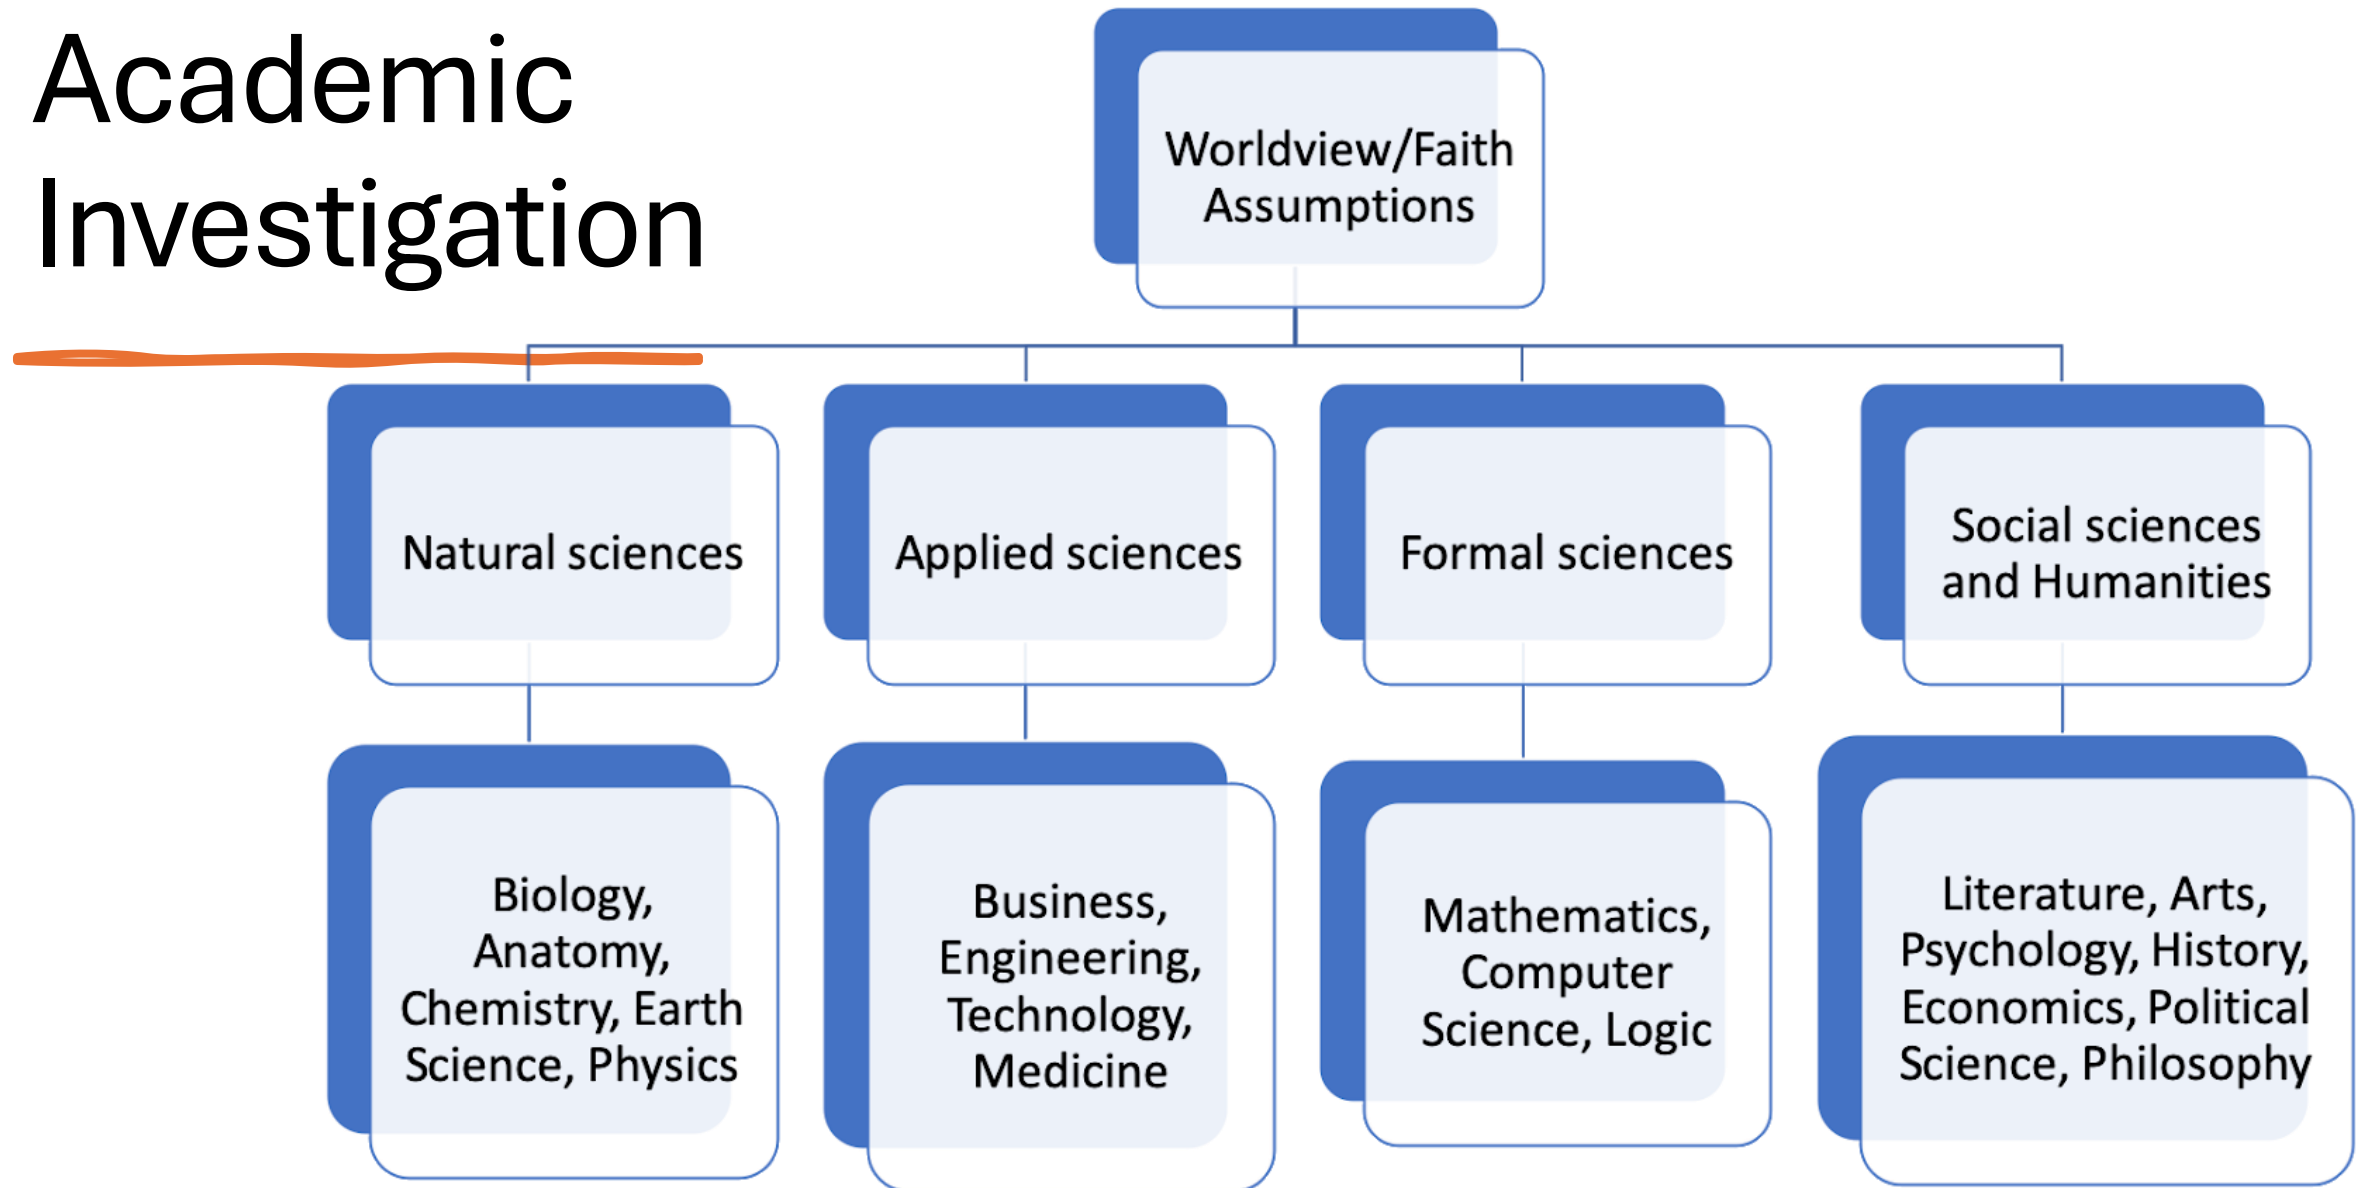 Academic
Investigation
Worldview/Faith
Assumptions
Natural sciences
Applied sciences
Formal sciences
Social sciences
and Humanities
Biology,
Anatomy,
Chemistry, Earth
Science, Physics
Business,
Engineering,
Technology,
Medicine
Mathematics,
Computer
Science, Logic
Literature, Arts,
Psychology, History,
Economics, Political
Science, Philosophy